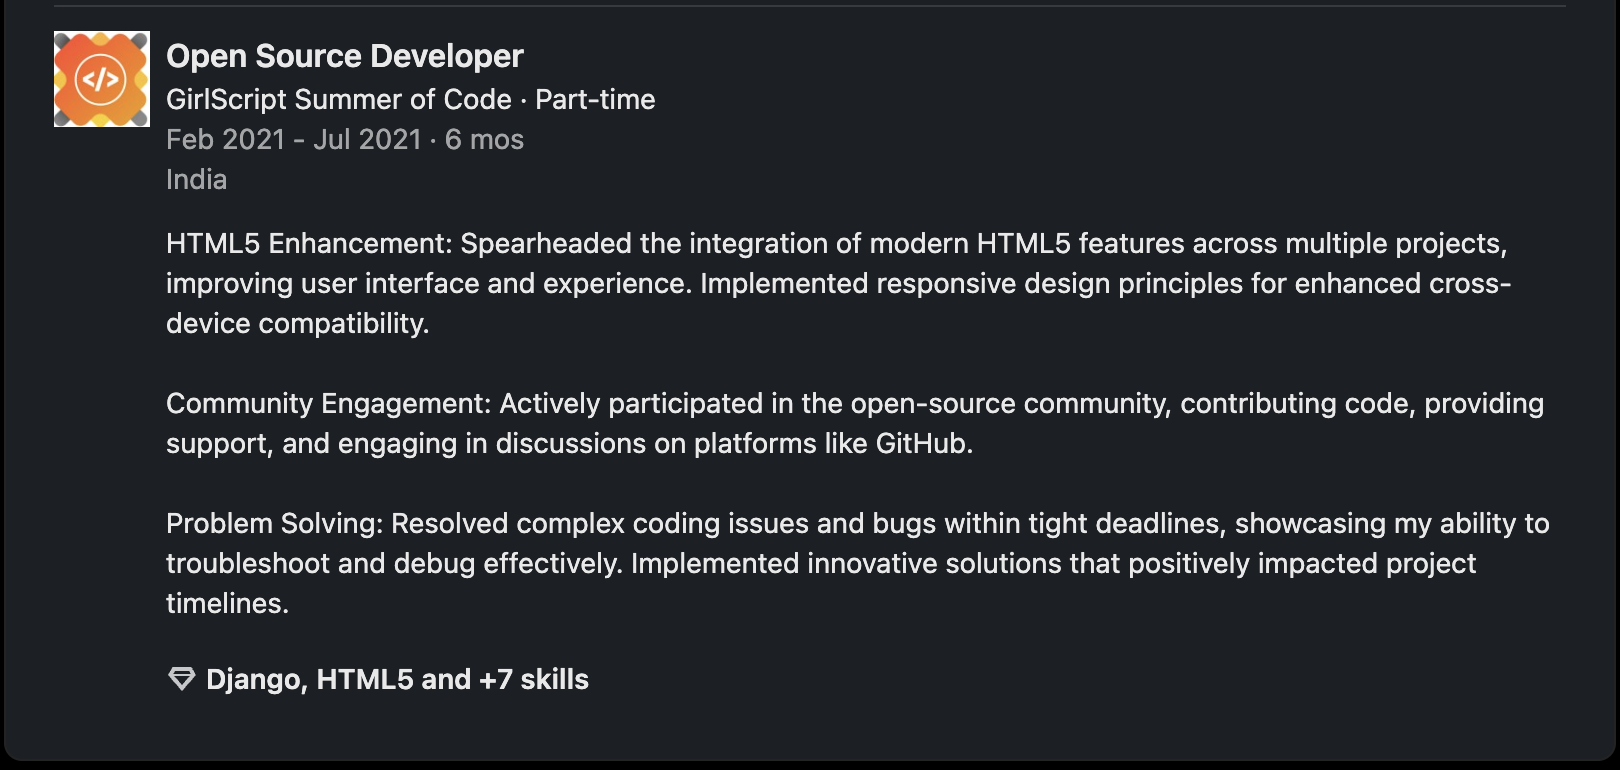 </>
Open Source Developer
GirlScript Summer of Code · Part-time
Feb 2021 - Jul 2021 · 6 mos
India
HTML5 Enhancement: Spearheaded the integration of modern HTML5 features across multiple projects,
improving user interface and experience. Implemented responsive design principles for enhanced cross-
device compatibility.
Community Engagement: Actively participated in the open-source community, contributing code, providing
support, and engaging in discussions on platforms like GitHub.
Problem Solving: Resolved complex coding issues and bugs within tight deadlines, showcasing my ability to
troubleshoot and debug effectively. Implemented innovative solutions that positively impacted project
timelines.
Django, HTML5 and +7 skills